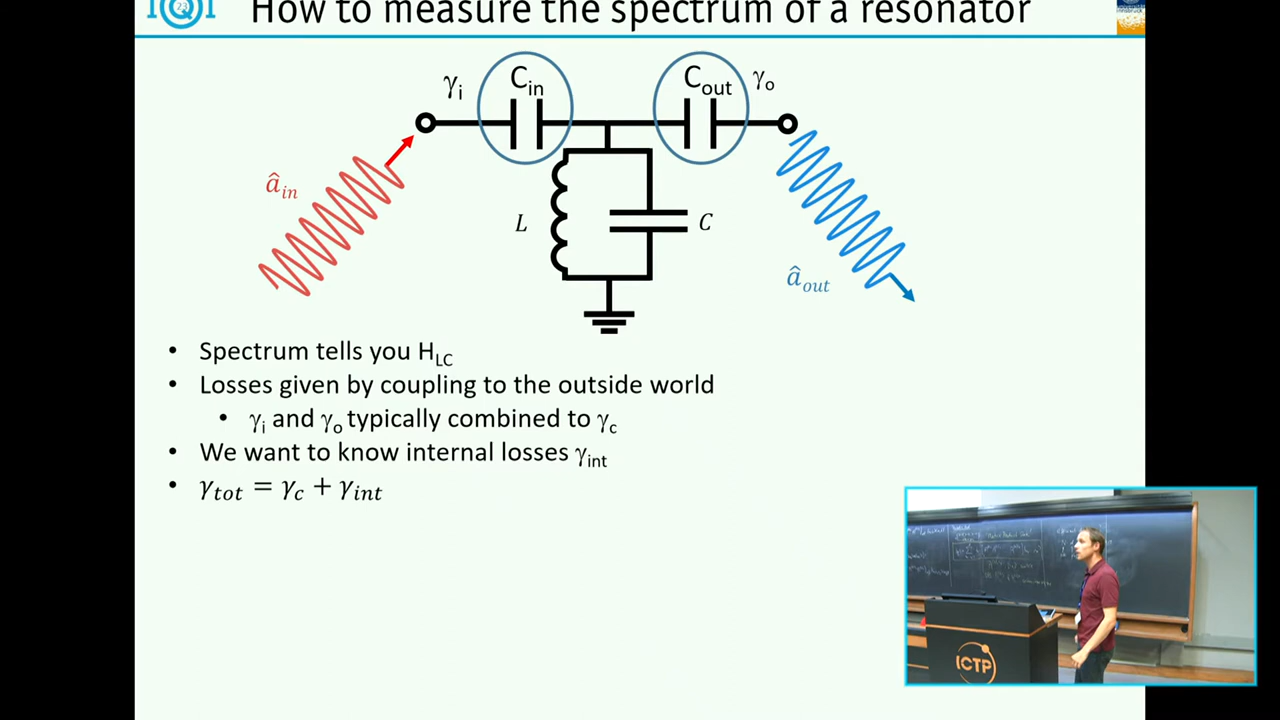 How to measure the spectrum of a resonator
γi
Cin
Cout
γo
âin
L
C
âout
• Spectrum tells you HLC
• Losses given by coupling to the outside world
• γi and γo typically combined to γc
• We want to know internal losses γint
• γtot = γc + γint
ICTP